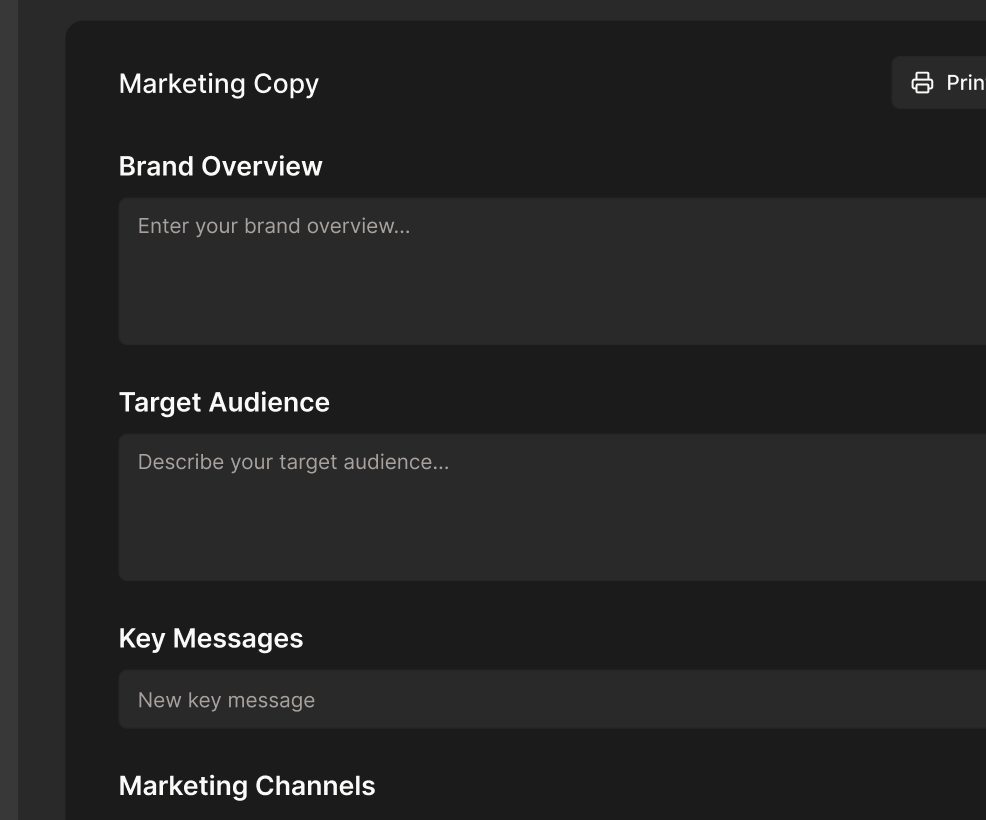 Marketing Copy
Prin
Brand Overview
Enter your brand overview...
Target Audience
Describe your target audience...
Key Messages
New key message
Marketing Channels